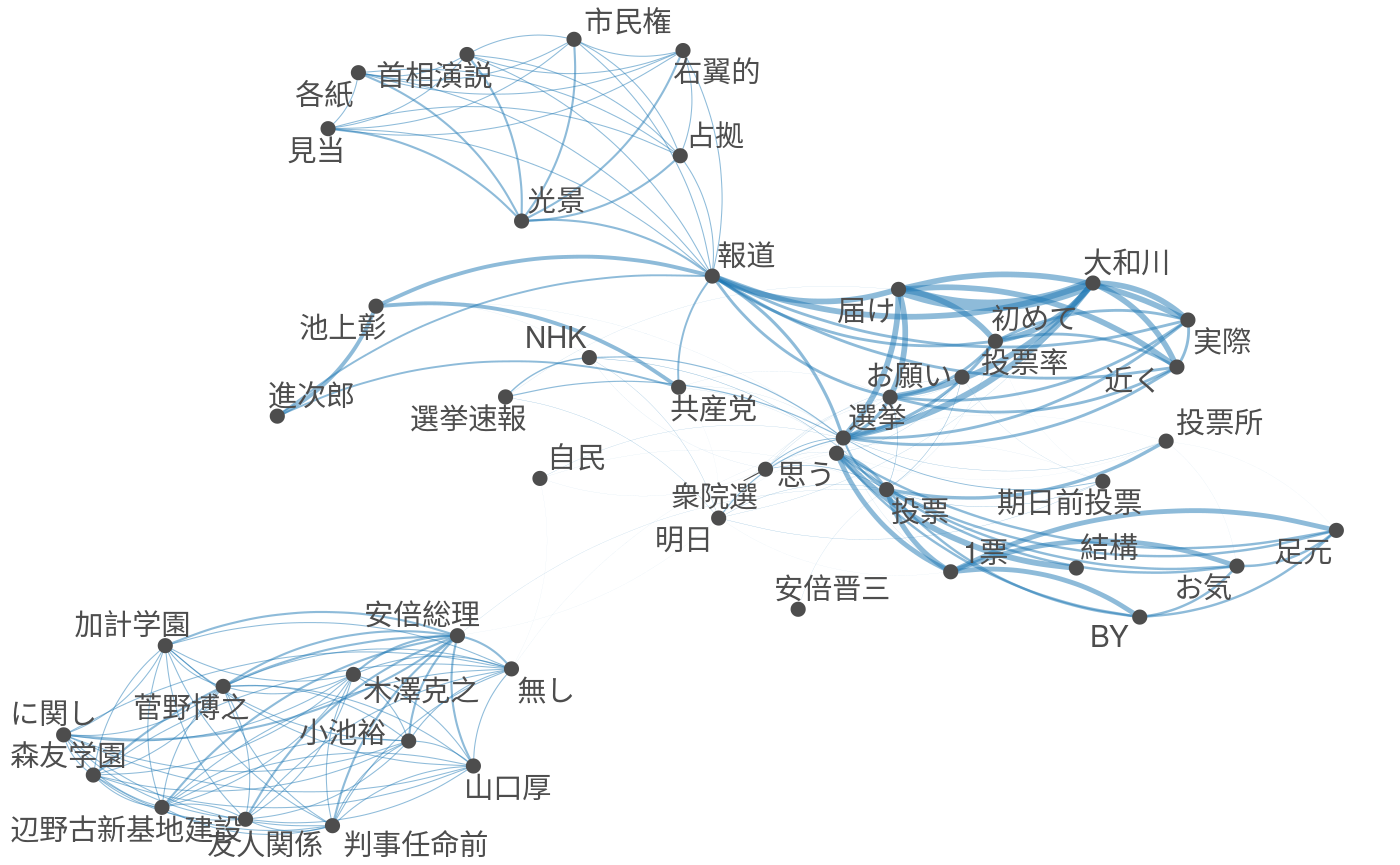 市民権
首相演説
石翼的
各紙
占拠
見当
光景
報道
大和川
届け
初めて
池上彰
NHK
実際
投票率
お願い
近く
進次郎
共産党
選挙速報
選挙
投票所
自民
思う
衆院選
期日前投票
投票
明日
1票
結構
足元
お気
安倍晋三
BY
安倍総理
加計学園
木澤克之
無し
菅野博之
に関し
小池裕
森友学園
山口厚
辺野古新基地建設
友人関係
判事任命前